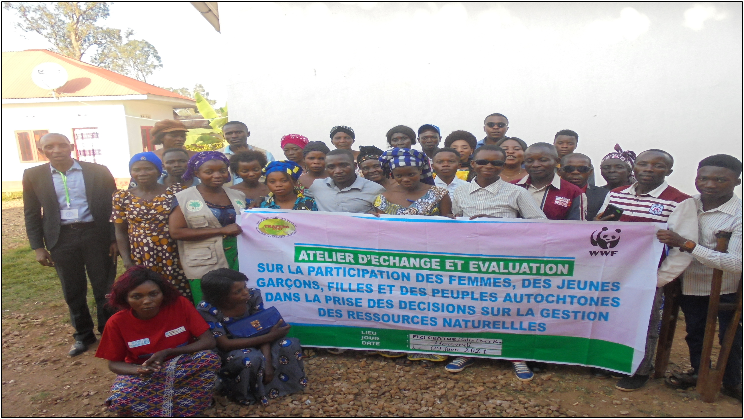 WWF
ATELIER D'ECHANGE ET EVALUATION
SUR LA PARTICIPATION DES FEMMES, DES JEUNES
GARÇONS, FILLES ET DES PEUPLES AUTOCHTONES
DANS LA PRISE DES DECISIONS SUR LA GESTION
DES RESSOURCES NATURELLLES
LIEU
JOUR
DATE